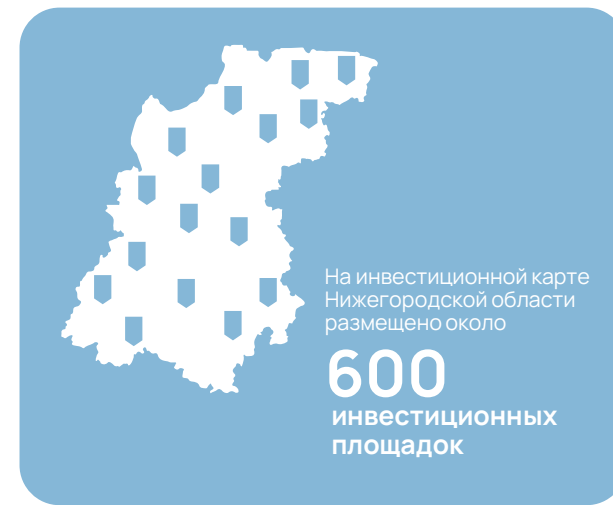 На инвестиционной карте
Нижегородской области
размещено около
600
инвестиционных
площадок